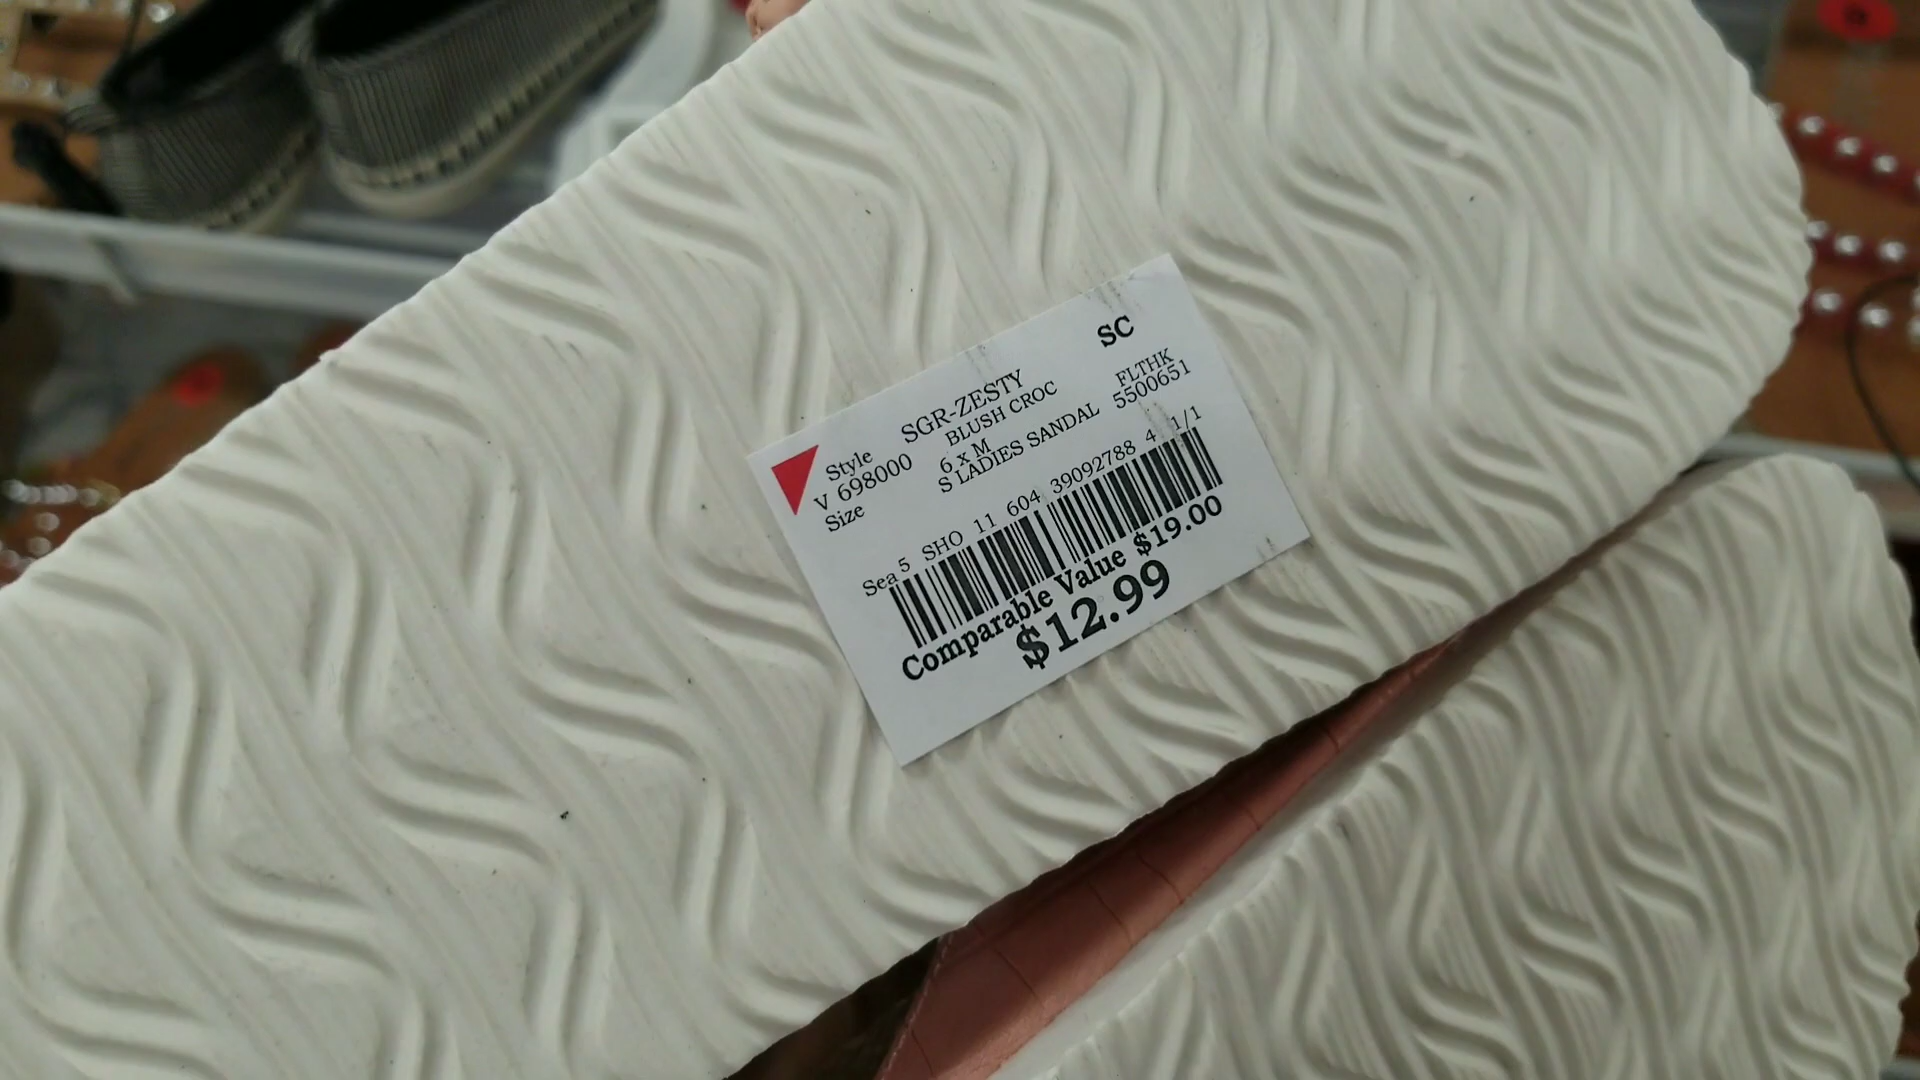 SC
Style SGR-ZESTY FLTHK
V 698000 BLUSH CROC 5500651
Size 6 x M
S LADIES SANDAL
Sea 5 SHO 11 604 39092788 4 1/1
Comparable Value $19.00
$12.99